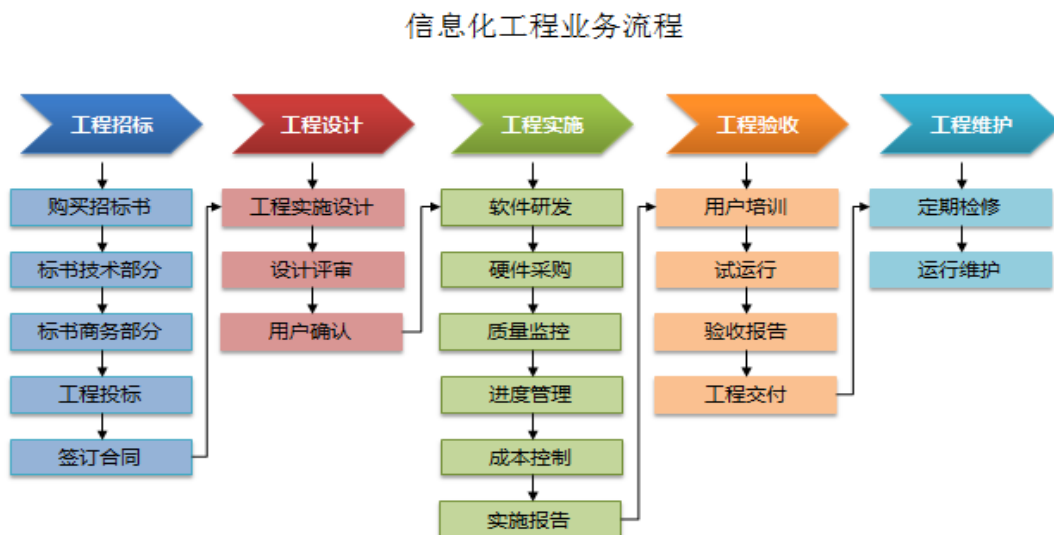 信息化工程业务流程
工程招标
购买招标书
标书技术部分
标书商务部分
工程投标
签订合同
工程设计
工程实施设计
设计评审
用户确认
工程实施
软件研发
硬件采购
质量监控
进度管理
成本控制
实施报告
工程验收
用户培训
试运行
验收报告
工程交付
工程维护
定期检修
运行维护